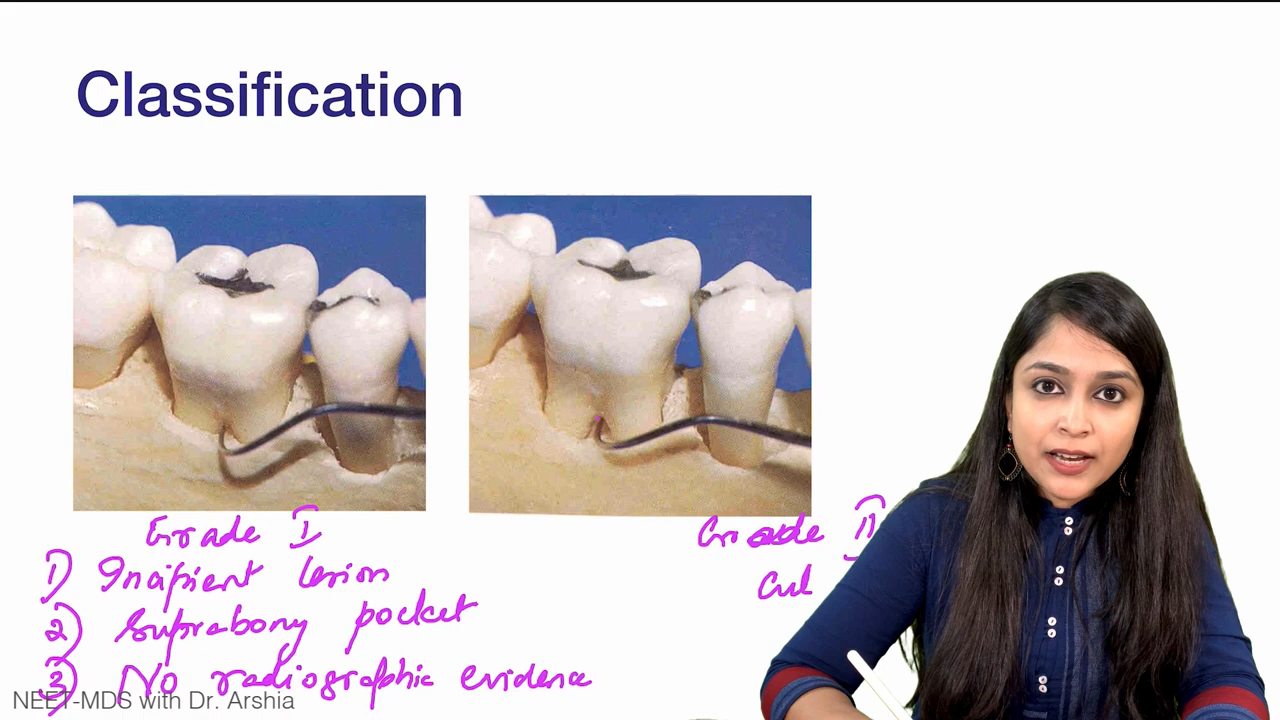 Classification
Grade I
1) Incipient lesion
2) Suprabony pocket
3) No radiographic evidence
Grade II
Cul
NEET-MDS with Dr. Arshia